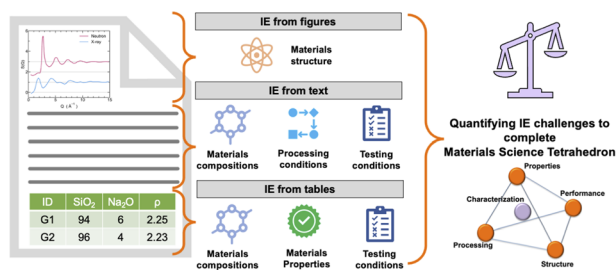 Neutron
X-ray
S(Q)
Q (Å⁻¹)
ID SiO₂ Na₂O ρ
G1 94 6 2.25
G2 96 4 2.23
IE from figures
Materials
structure
IE from text
Materials
compositions
Processing
conditions
Testing
conditions
IE from tables
Materials
compositions
Materials
Properties
Testing
conditions
Quantifying IE challenges to
complete
Materials Science Tetrahedron
Properties
Characterization
Performance
Processing
Structure